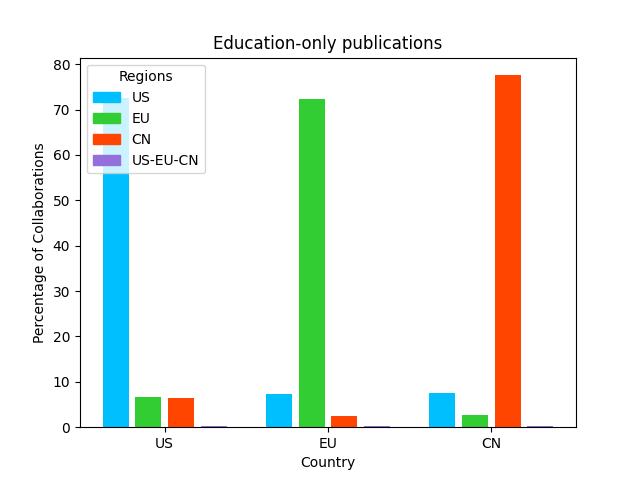 Education-only publications
Percentage of Collaborations
80
70
60
50
40
30
20
10
0
Regions
US
EU
CN
US-EU-CN
US
EU
CN
Country